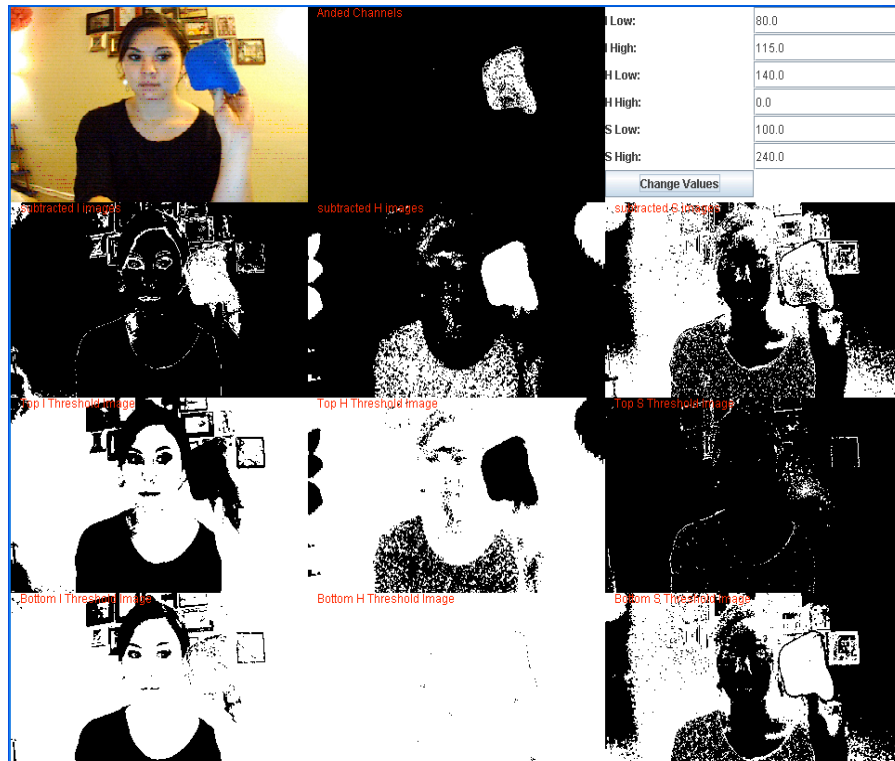 Anded Channels
I Low: 80.0
I High: 115.0
H Low: 140.0
H High: 0.0
S Low: 100.0
S High: 240.0
Change Values
subtracted I images
subtracted H images
subtracted S images
Top I Threshold Image
Top H Threshold Image
Top S Threshold Image
Bottom I Threshold Image
Bottom H Threshold Image
Bottom S Threshold Image